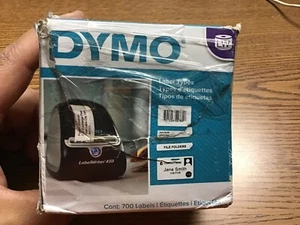 DYMO
Label Types
Types d'étiquettes
Tipos de etiquetas
LabelWriter 450
FILE FOLDERS
Jane Smith
Cont: 700 Labels | Étiquettes | Etiquetas